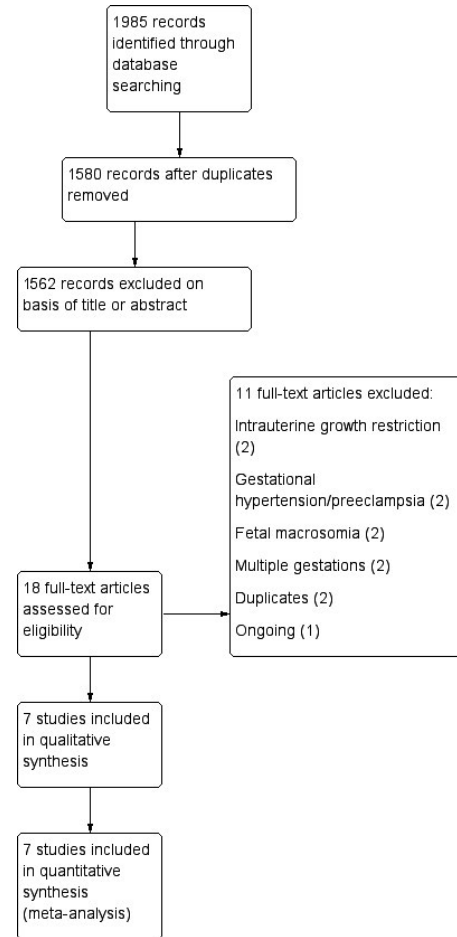 1985 records
identified through
database
searching
1580 records after duplicates
removed
1562 records excluded on
basis of title or abstract
11 full-text articles excluded:
Intrauterine growth restriction
(2)
Gestational
hypertension/preeclampsia (2)
Fetal macrosomia (2)
Multiple gestations (2)
Duplicates (2)
Ongoing (1)
18 full-text articles
assessed for
eligibility
7 studies included
in qualitative
synthesis
7 studies included
in quantitative
synthesis
(meta-analysis)